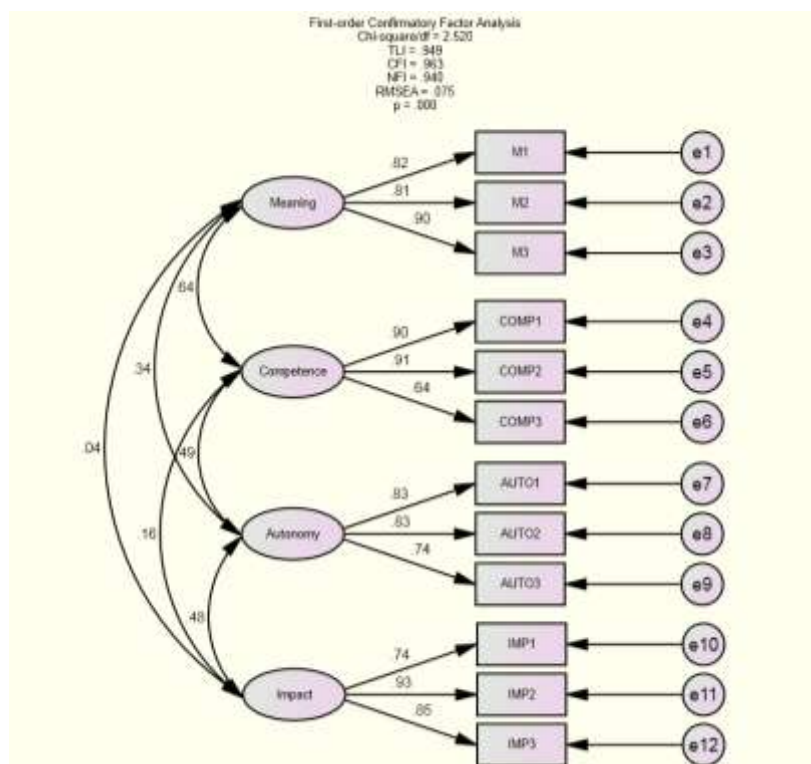 First-order Confirmatory Factor Analysis
Chi-square/df = 2.520
TLI = .949
CFI = .963
NFI = .940
RMSEA = .075
p = .000
M1
e1
.82
Meaning
.81
M2
e2
.90
M3
e3
.64
COMP1
e4
.90
.34
Competence
.91
COMP2
e5
.64
COMP3
e6
.04
.49
AUTO1
e7
.83
.16
Autonomy
.83
AUTO2
e8
.74
AUTO3
e9
.48
IMP1
e10
.74
Impact
.93
IMP2
e11
.85
IMP3
e12